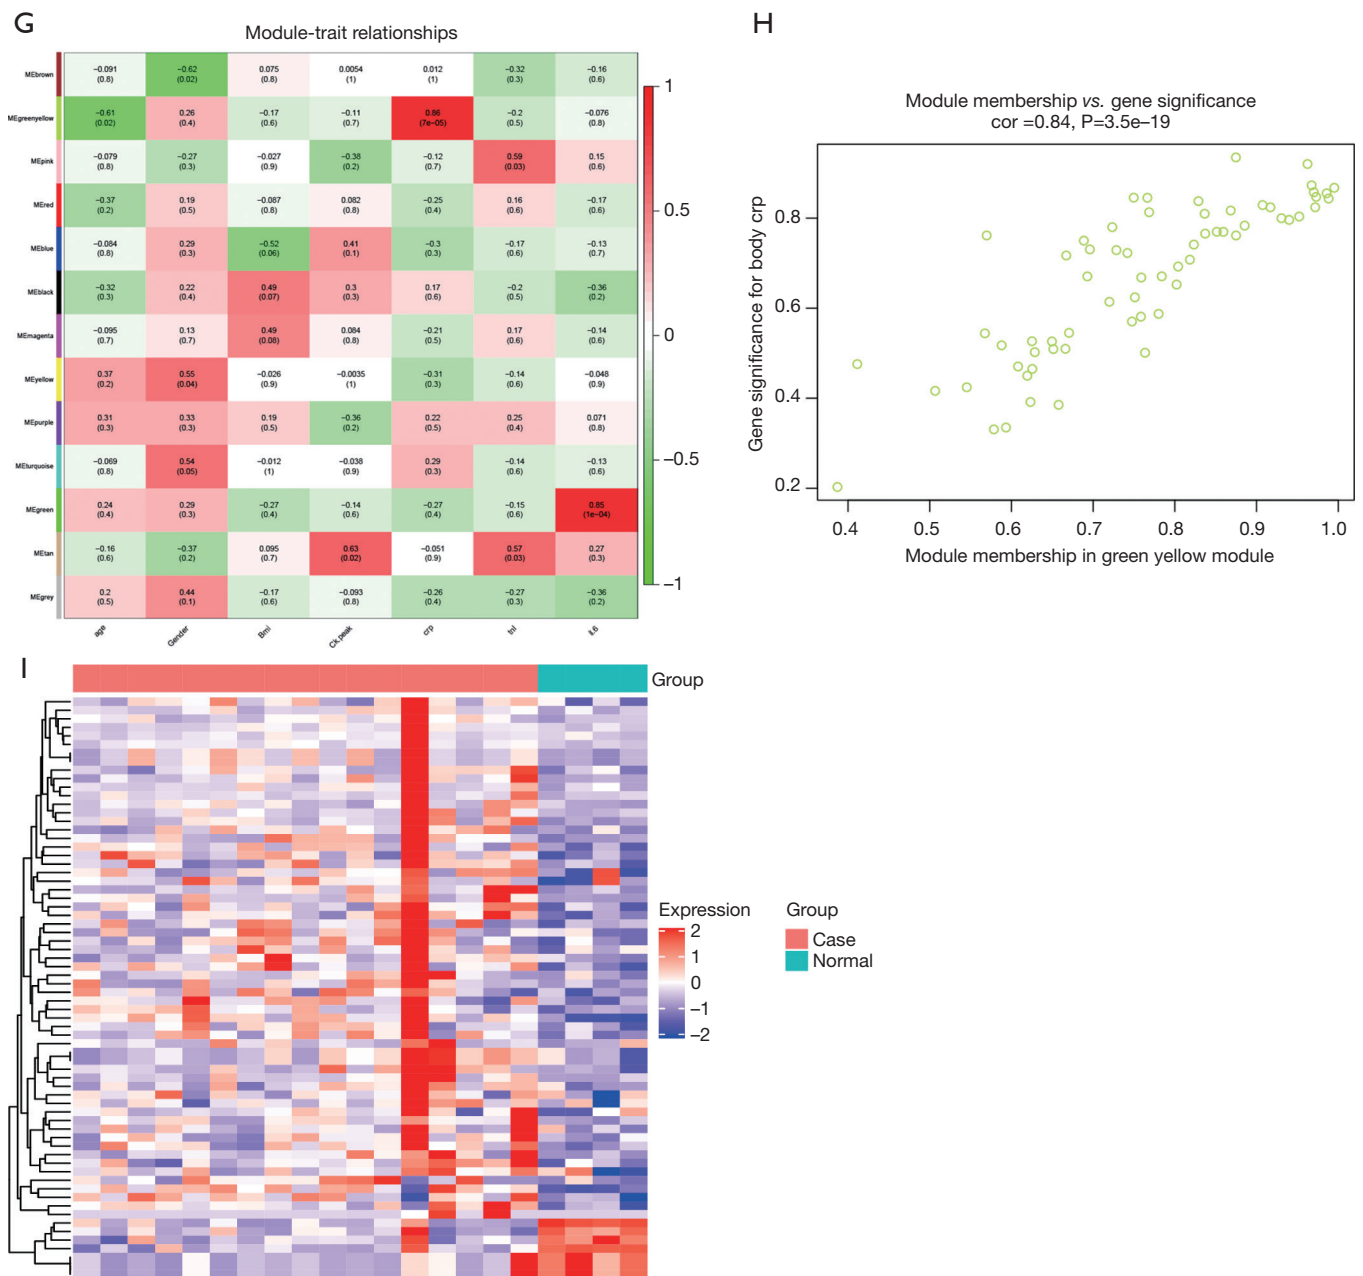 G
Module-trait relationships
MEbrown −0.091 −0.62 0.075 0.0054 0.012 −0.32 −0.16
(0.8) (0.02) (0.8) (1) (1) (0.3) (0.6)
MEgreenyellow −0.61 0.26 −0.17 −0.11 0.86 −0.2 −0.076
(0.02) (0.4) (0.6) (0.7) (7e−05) (0.5) (0.8)
MEpink −0.079 −0.27 −0.027 −0.38 −0.12 0.59 0.15
(0.8) (0.3) (0.9) (0.2) (0.7) (0.03) (0.6)
MEred −0.37 0.19 −0.087 0.082 −0.25 0.16 −0.17
(0.2) (0.5) (0.8) (0.8) (0.4) (0.6) (0.6)
MEblue −0.084 0.29 −0.52 0.41 −0.3 −0.17 −0.13
(0.8) (0.3) (0.06) (0.1) (0.3) (0.6) (0.7)
MEblack −0.32 0.22 0.49 0.3 0.17 −0.2 −0.36
(0.3) (0.4) (0.07) (0.3) (0.6) (0.5) (0.2)
MEmagenta −0.095 0.13 0.49 0.084 −0.21 0.17 −0.14
(0.7) (0.7) (0.08) (0.8) (0.5) (0.6) (0.6)
MEyellow 0.37 0.55 −0.026 −0.0035 −0.31 −0.14 −0.048
(0.2) (0.04) (0.9) (1) (0.3) (0.6) (0.9)
MEpurple 0.31 0.33 0.19 −0.36 0.22 0.25 0.071
(0.3) (0.3) (0.5) (0.2) (0.5) (0.4) (0.8)
MEturquoise −0.069 0.54 −0.012 −0.038 0.29 −0.14 −0.13
(0.8) (0.05) (1) (0.9) (0.3) (0.6) (0.6)
MEgreen 0.24 0.29 −0.27 −0.14 −0.27 −0.15 0.85
(0.4) (0.3) (0.4) (0.6) (0.4) (0.6) (1e−04)
MEtan −0.16 −0.37 0.095 0.63 −0.051 0.57 0.27
(0.6) (0.2) (0.7) (0.02) (0.9) (0.03) (0.3)
MEgrey 0.2 0.44 −0.17 −0.093 −0.26 −0.27 −0.36
(0.5) (0.1) (0.6) (0.8) (0.4) (0.3) (0.2)
age Gender BmI Ck.peak crp tnI IL6
1
0.5
0
−0.5
−1
H
Module membership vs. gene significance
cor =0.84, P=3.5e−19
Gene significance for body crp
0.8
0.6
0.4
0.2
0.4 0.5 0.6 0.7 0.8 0.9 1.0
Module membership in green yellow module
I
Group
Expression
2
1
0
−1
−2
Group
Case
Normal